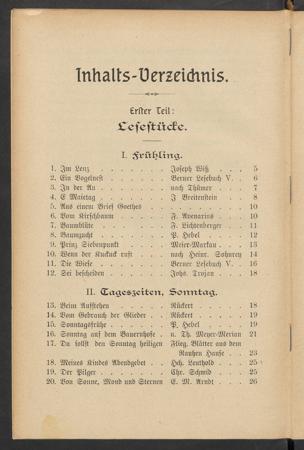 Inhalts-Verzeichnis.
Erster Teil:
Lesestücke.
I. Frühling.
1. Im Lenz . . . . . . . Joseph Wiß . . . 5
2. Ein Vogelnest . . . . . . Berner Lesebuch V. . . 6
3. In der Au . . . . . . . nach Thümer . . . 7
4. E Maietag . . . . . . . J Breitenstein . . . 8
5. Aus einem Brief Goethes . . . . . . . . . 10
6. Vom Kirschbaum . . . . . F. Avenarius . . . 10
7. Baumblüte . . . . . . . F. Lichtenberger . . . 11
8. Baumzucht . . . . . . . P. Hebel . . . 12
9. Prinz Siebenpunkt . . . . . Meier-Markau . . . 13
10. Wenn der Kuckuck ruft . . . nach Heinr. Sohnrey 14
11. Die Wiese . . . . . . . Berner Lesebuch V. . . 16
12. Sei bescheiden . . . . . . Johs. Trojan . . . 18
II. Tageszeiten, Sonntag.
13. Beim Aufstehen . . . . . Rückert . . . 18
14. Vom Gebrauch der Glieder . . Rückert . . . 19
15. Sonntagsfrühe . . . . . . P. Hebel . . . 19
16. Sonntag auf dem Bauernhofe . . n. Th. Meyer-Merian 21
17. Du sollst den Sonntag heiligen Flieg. Blätter aus dem
Rauhen Hause . . . 23
18. Meines Kindes Abendgebet . . Hch. Leuthold . . . 25
19. Der Pilger . . . . . . . Chr. Schmid . . . 25
20. Von Sonne, Mond und Sternen E. M. Arndt . . . 26